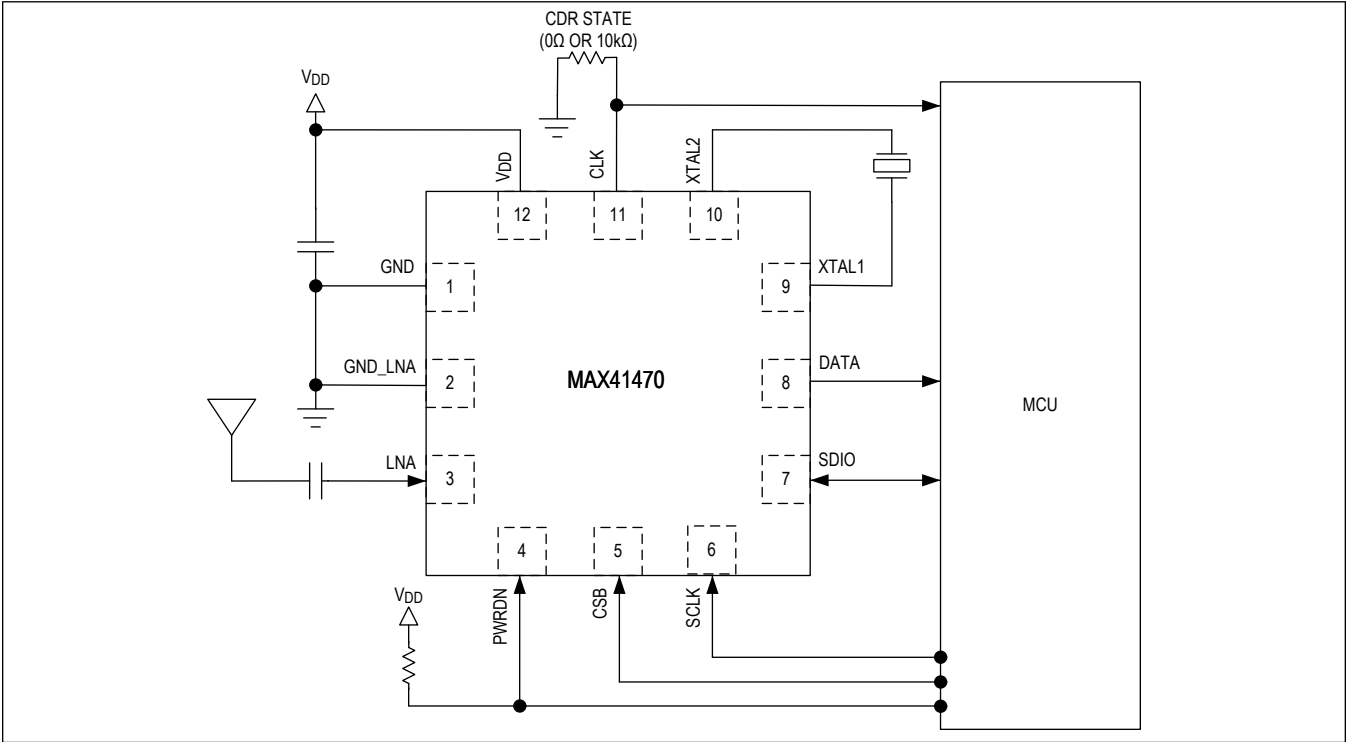 CDR STATE
(0Ω OR 10kΩ)
VDD
VDD
CLK
XTAL2
12
11
10
GND
1
9
XTAL1
GND_LNA
2
MAX41470
8
DATA
MCU
LNA
3
7
SDIO
4
5
6
VDD
PWRDN
CSB
SCLK